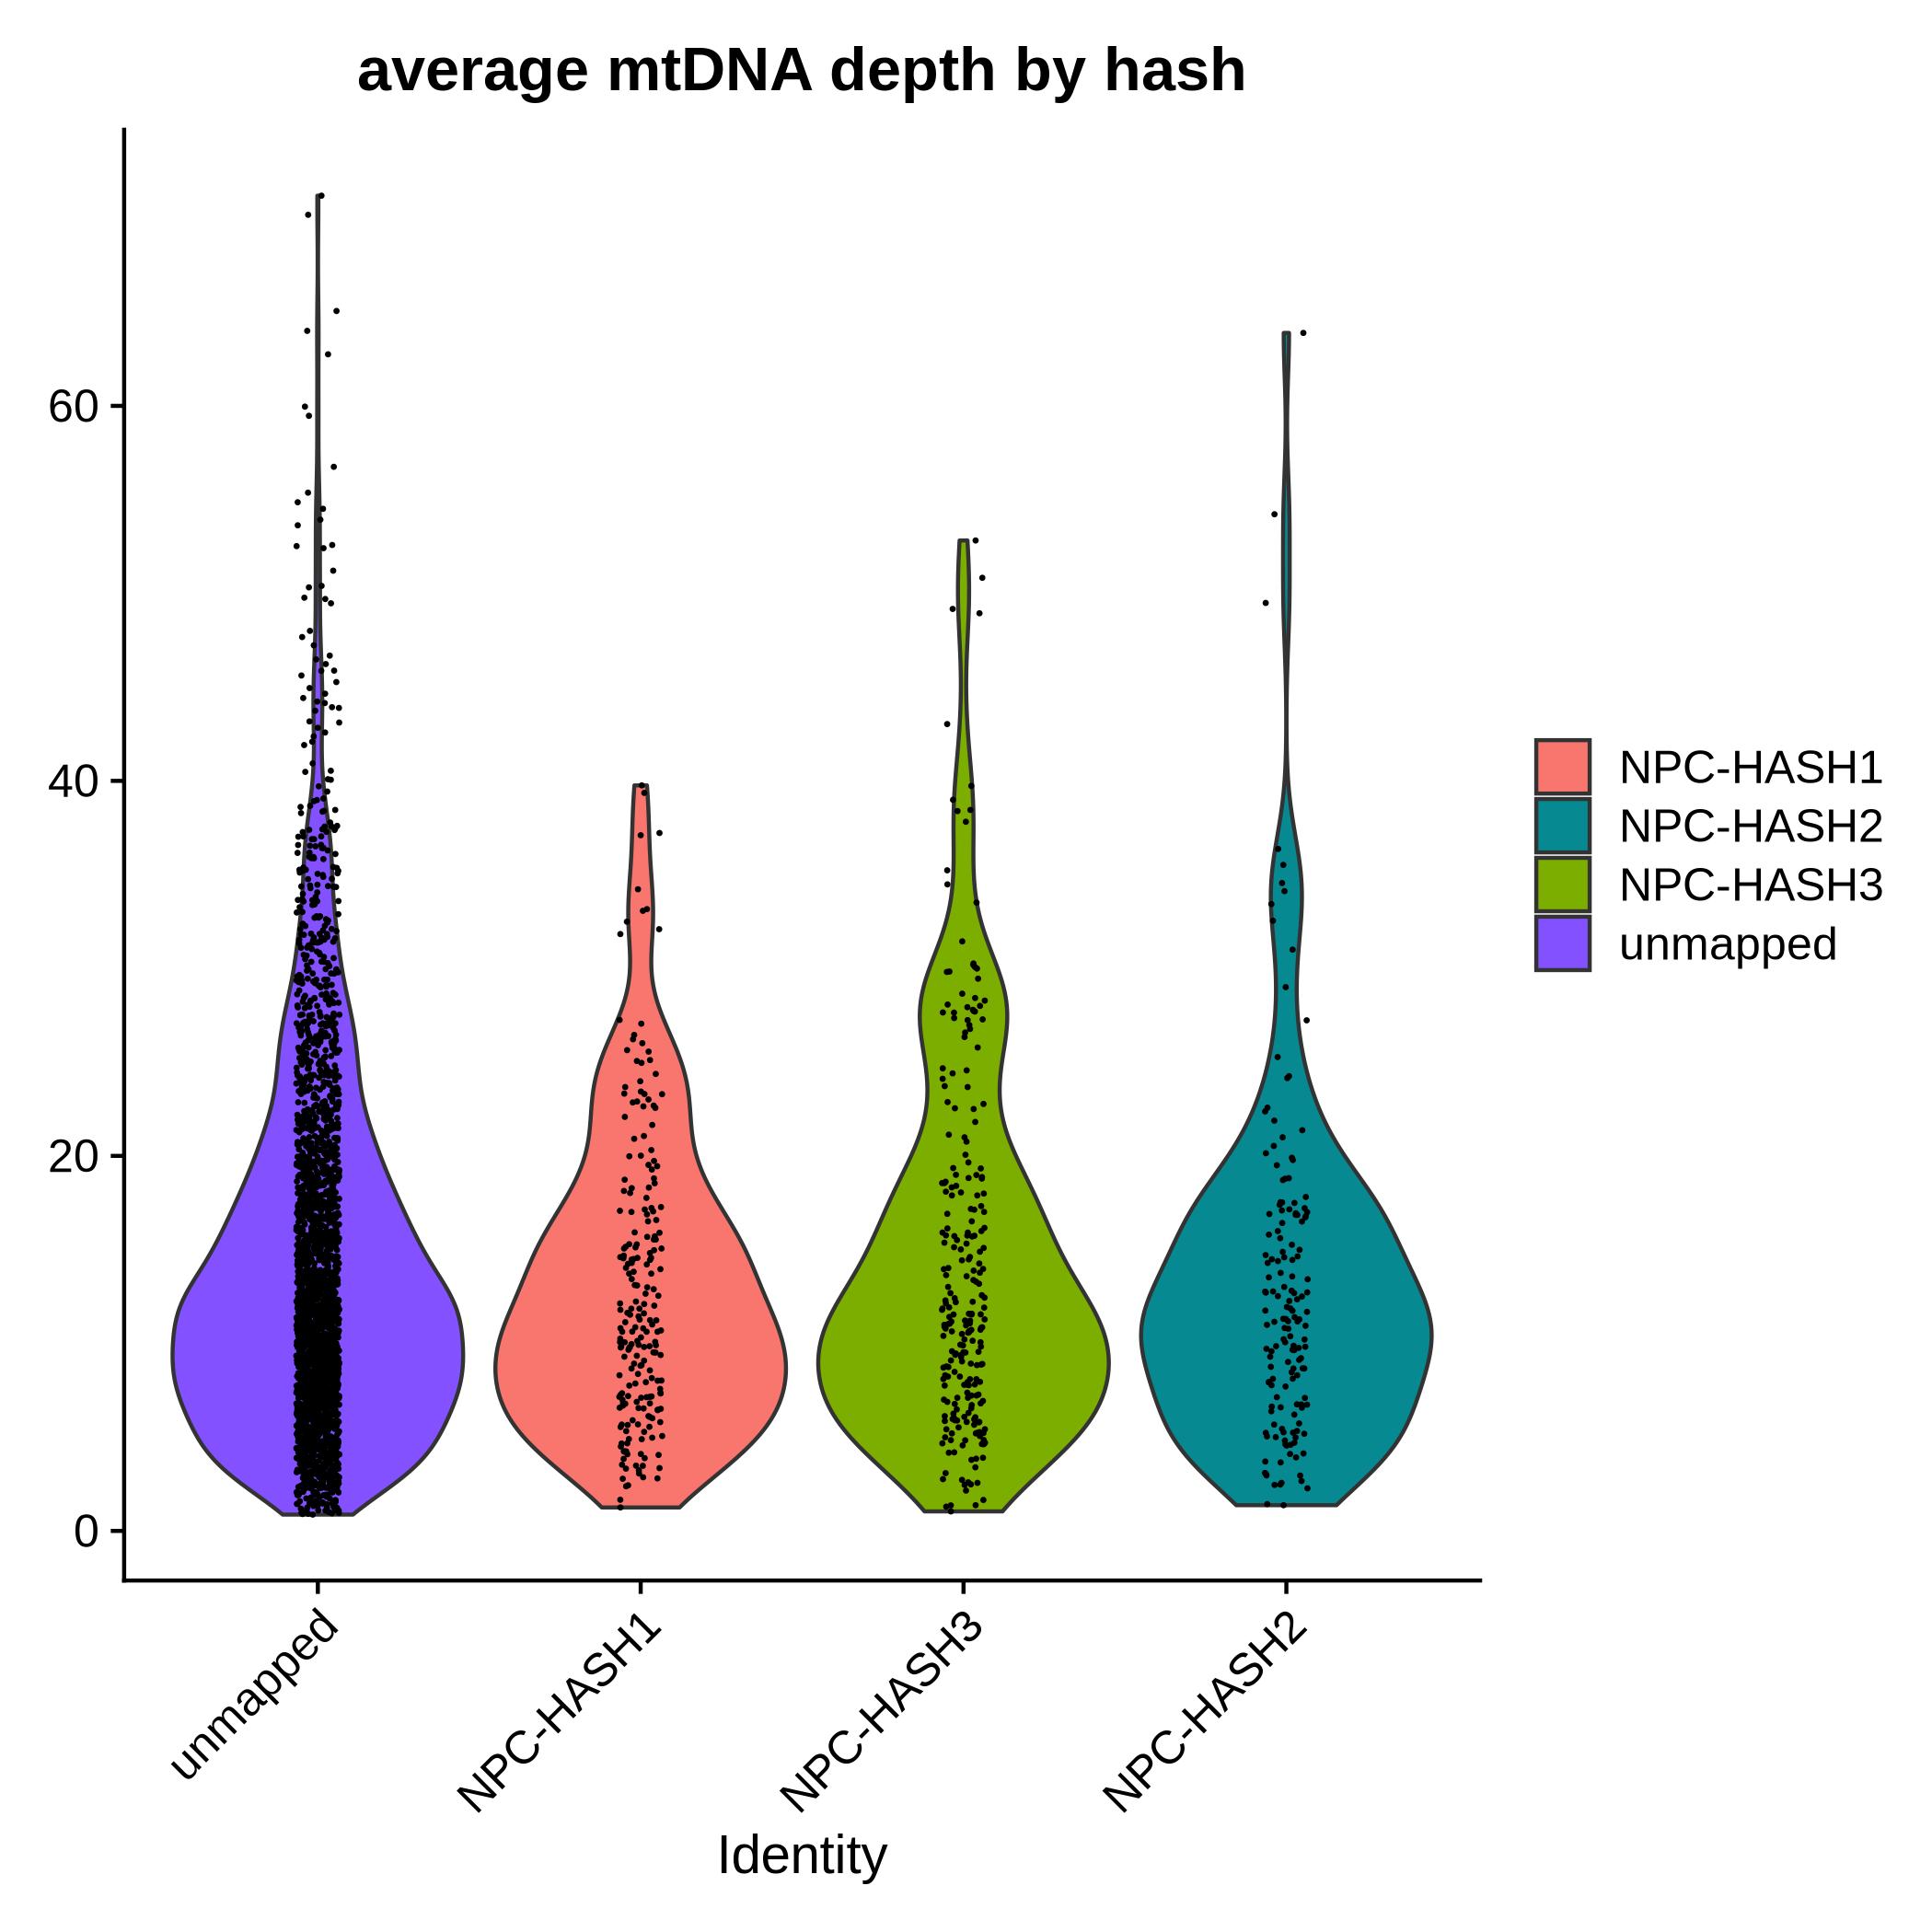 average mtDNA depth by hash
60
40
20
0
unmapped
NPC-HASH1
NPC-HASH3
NPC-HASH2
Identity
NPC-HASH1
NPC-HASH2
NPC-HASH3
unmapped